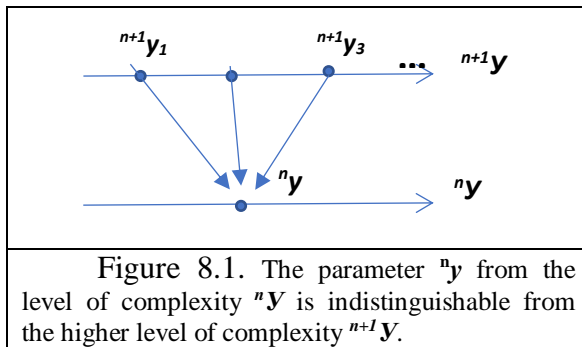 ⁿ⁺¹y₁ ⁿ⁺¹y₃ ... ⁿ⁺¹y
ⁿy ⁿy
Figure 8.1. The parameter ⁿy from the
level of complexity ⁿY is indistinguishable from
the higher level of complexity ⁿ⁺¹Y.